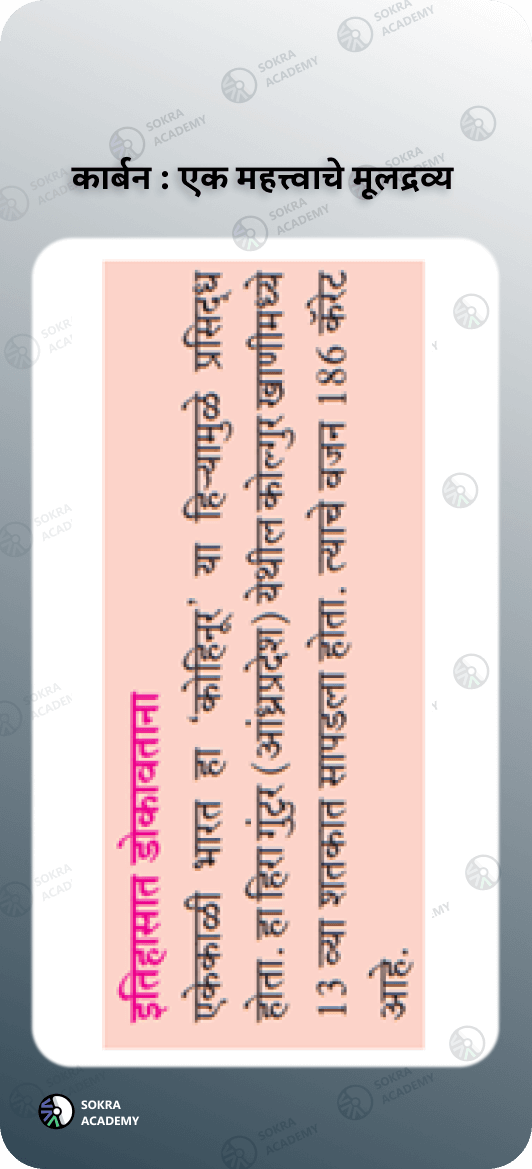 कार्बन : एक महत्त्वाचे मूलद्रव्य
इतिहासात डोकावताना
एकेकाळी भारत हा ‘कोहिनूर’ या हिऱ्यामुळे प्रसिद्ध
होता. हा हिरा गुंटूर (आंध्रप्रदेश) येथील कोल्लुर खाणीमध्ये
13 व्या शतकात सापडला होता. त्याचे वजन 186 कॅरेट
आहे.
SOKRA
ACADEMY